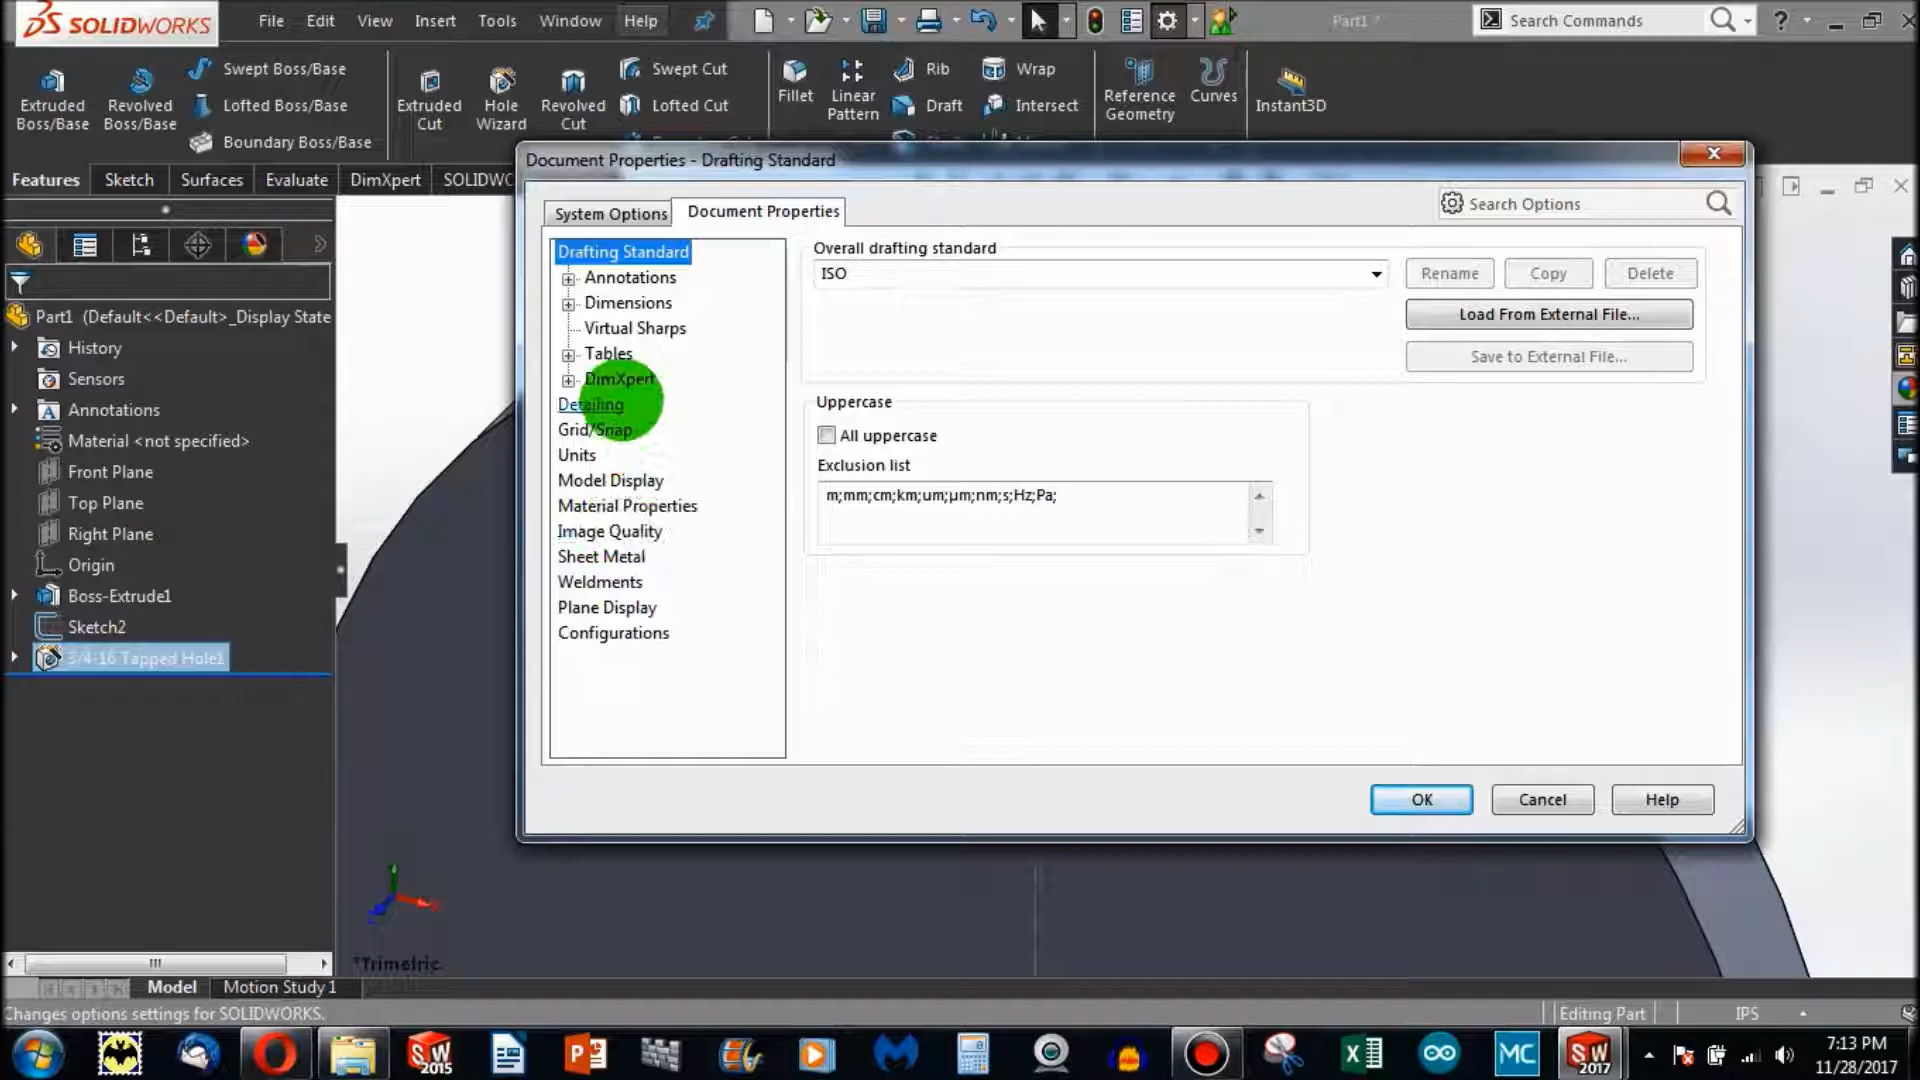 SOLIDWORKS
File Edit View Insert Tools Window Help
Part1 *
Search Commands
Extruded Boss/Base
Revolved Boss/Base
Swept Boss/Base
Lofted Boss/Base
Boundary Boss/Base
Extruded Cut
Hole Wizard
Revolved Cut
Swept Cut
Lofted Cut
Fillet
Linear Pattern
Rib
Draft
Wrap
Intersect
Reference Geometry
Curves
Instant3D
Features Sketch Surfaces Evaluate DimXpert SOLIDWC
Part1 (Default<<Default>_Display State
History
Sensors
Annotations
Material <not specified>
Front Plane
Top Plane
Right Plane
Origin
Boss-Extrude1
Sketch2
3/4-16 Tapped Hole1
Document Properties - Drafting Standard
System Options Document Properties
Search Options
Drafting Standard
Annotations
Dimensions
Virtual Sharps
Tables
DimXpert
Detailing
Grid/Snap
Units
Model Display
Material Properties
Image Quality
Sheet Metal
Weldments
Plane Display
Configurations
Overall drafting standard
ISO
Rename Copy Delete
Load From External File...
Save to External File...
Uppercase
All uppercase
Exclusion list
m;mm;cm;km;um;µm;nm;s;Hz;Pa;
OK Cancel Help
*Trimetric
Model Motion Study 1
Changes options settings for SOLIDWORKS.
Editing Part IPS
SW 2015
MC
SW 2017
7:13 PM
11/28/2017